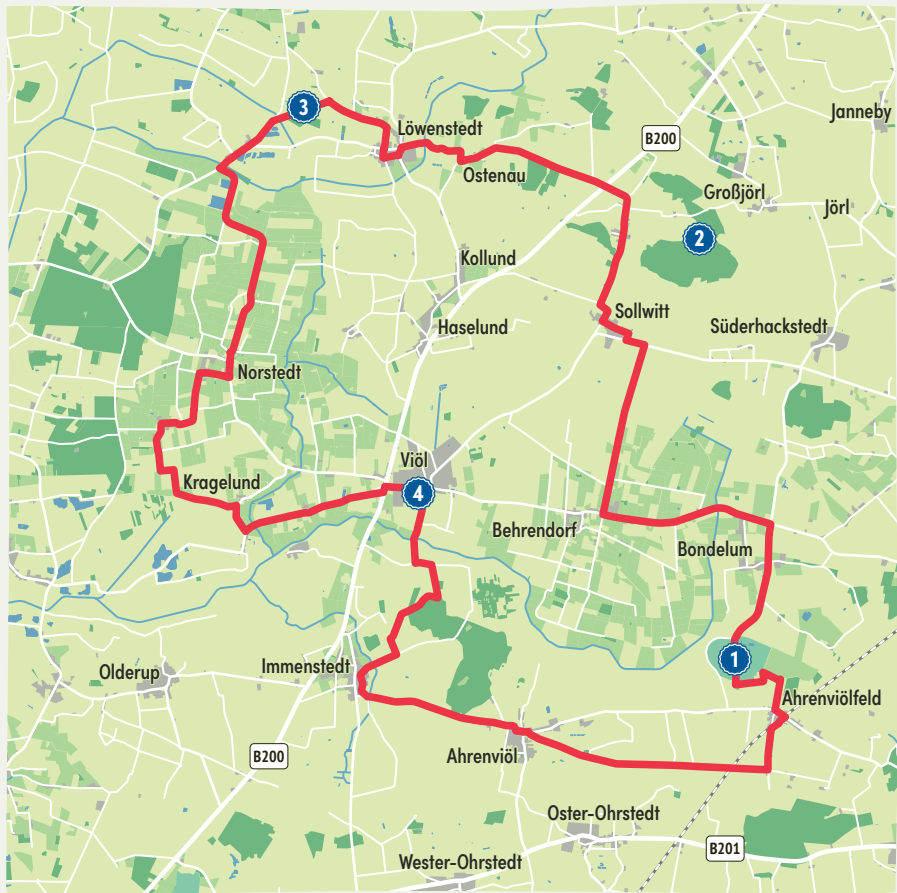 3
Löwenstedt
Ostenau
B200
Janneby
Großjörl
Jörl
2
Kollund
Haselund
Sollwitt
Süderhackstedt
Norstedt
Viöl
Kragelund
4
Behrendorf
Bondelum
Immenstedt
Olderup
1
Ahrenviölfeld
B200
Ahrenviöl
Oster-Ohrstedt
B201
Wester-Ohrstedt